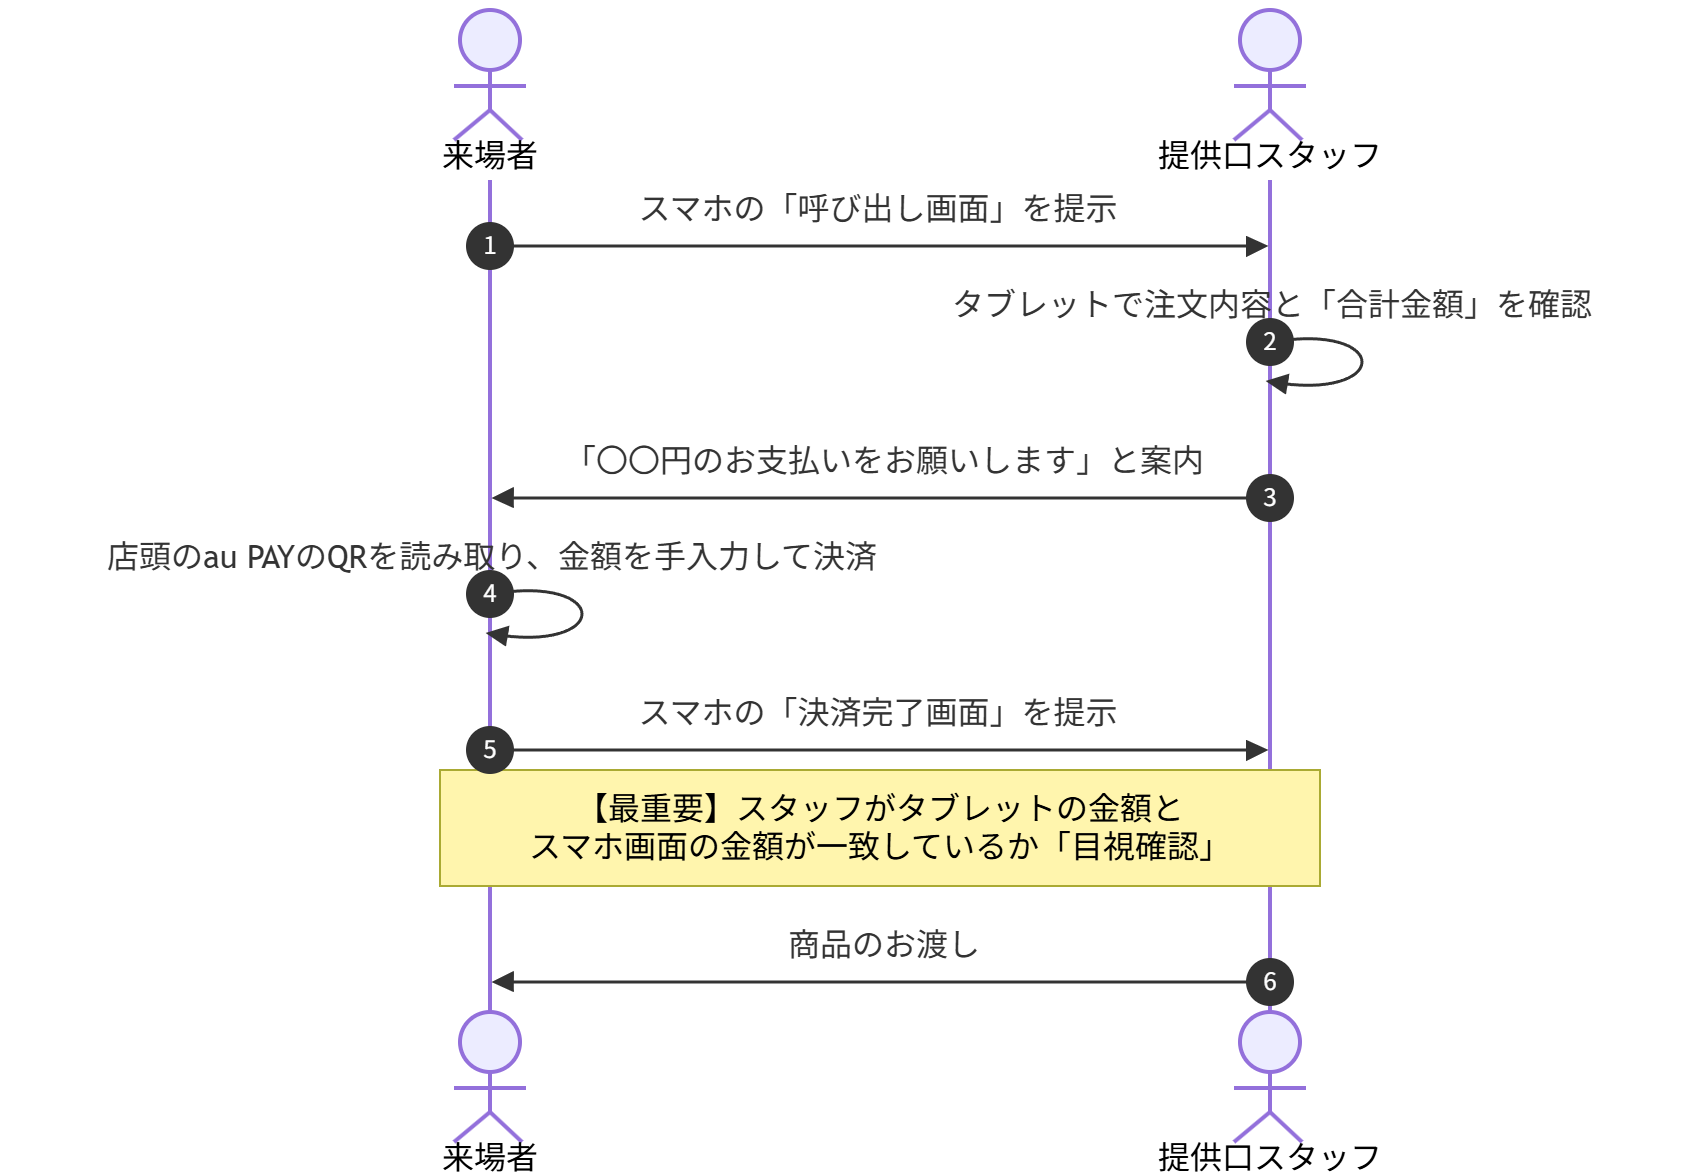 来場者
提供口スタッフ
スマホの「呼び出し画面」を提示
1
タブレットで注文内容と「合計金額」を確認
2
「〇〇円のお支払いをお願いします」と案内
3
店頭のau PAYのQRを読み取り、金額を手入力して決済
4
スマホの「決済完了画面」を提示
5
【最重要】スタッフがタブレットの金額と
スマホ画面の金額が一致しているか「目視確認」
商品のお渡し
6
来場者
提供口スタッフ